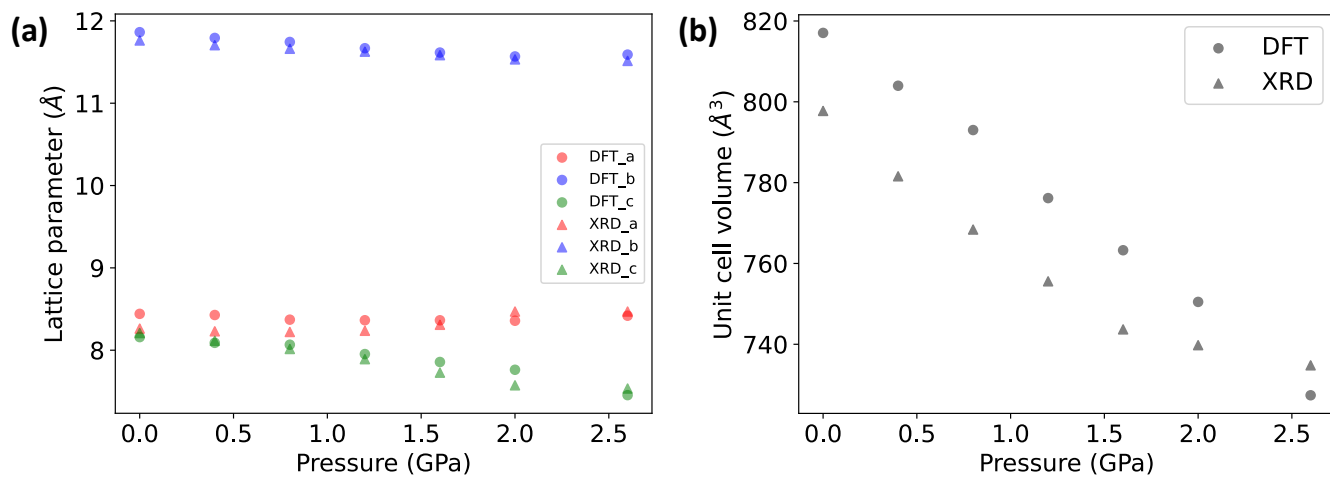 (a)
12
11
10
9
8
Lattice parameter (Å)
DFT_a
DFT_b
DFT_c
XRD_a
XRD_b
XRD_c
0.0 0.5 1.0 1.5 2.0 2.5
Pressure (GPa)
(b)
820
800
780
760
740
Unit cell volume (Å³)
DFT
XRD
0.0 0.5 1.0 1.5 2.0 2.5
Pressure (GPa)